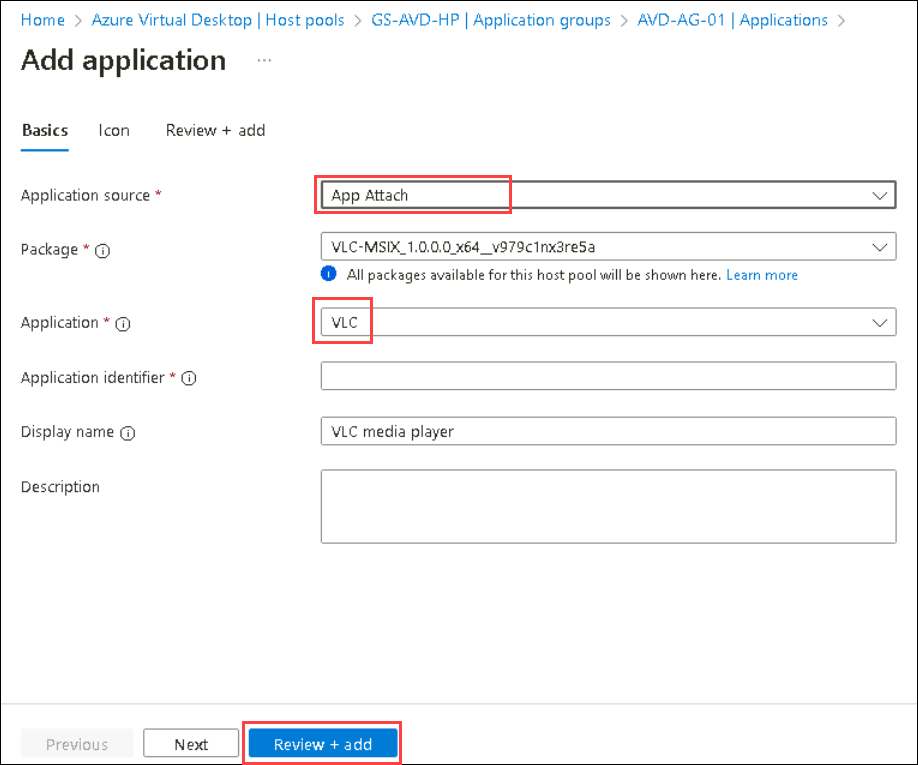 Home > Azure Virtual Desktop | Host pools > GS-AVD-HP | Application groups > AVD-AG-01 | Applications >
Add application ...
Basics Icon Review + add
Application source * App Attach
Package * VLC-MSIX_1.0.0.0_x64__v979c1nx3re5a
All packages available for this host pool will be shown here. Learn more
Application * VLC
Application identifier *
Display name VLC media player
Description
Previous Next Review + add